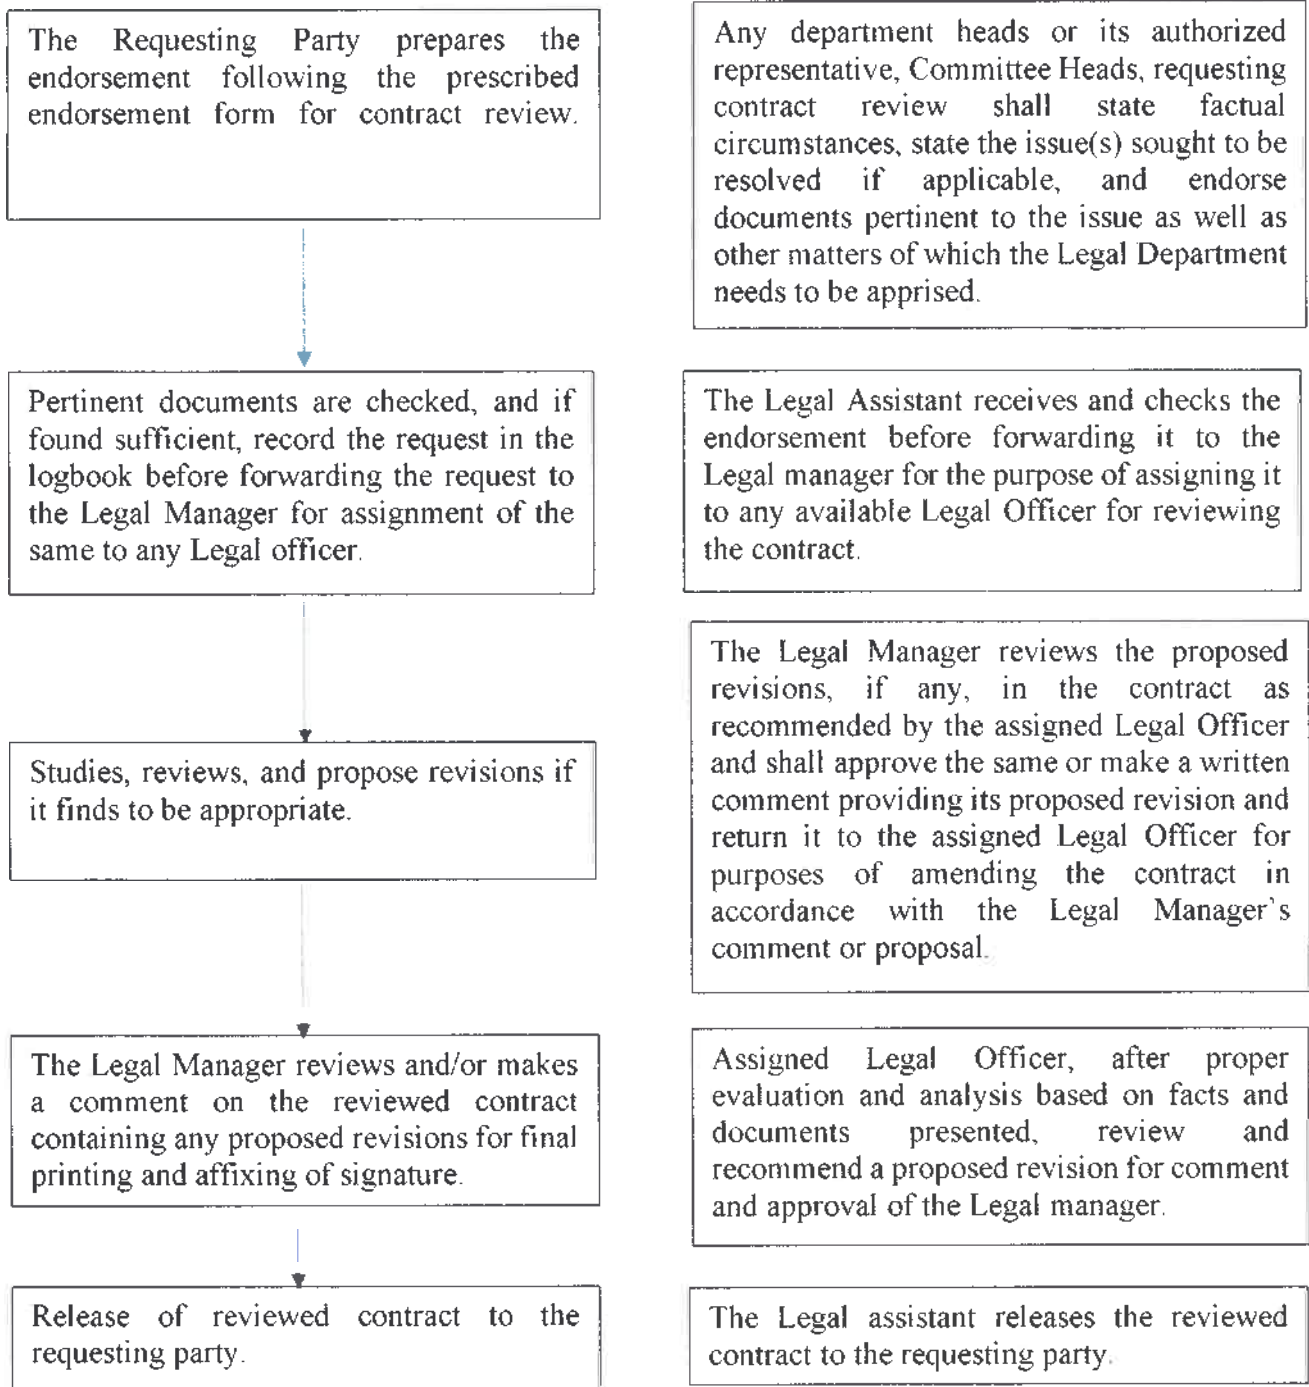 The Requesting Party prepares the
endorsement following the prescribed
endorsement form for contract review.
Any department heads or its authorized
representative, Committee Heads, requesting
contract review shall state factual
circumstances, state the issue(s) sought to be
resolved if applicable, and endorse
documents pertinent to the issue as well as
other matters of which the Legal Department
needs to be apprised.
Pertinent documents are checked, and if
found sufficient, record the request in the
logbook before forwarding the request to
the Legal Manager for assignment of the
same to any Legal officer.
The Legal Assistant receives and checks the
endorsement before forwarding it to the
Legal manager for the purpose of assigning it
to any available Legal Officer for reviewing
the contract.
Studies, reviews, and propose revisions if
it finds to be appropriate.
The Legal Manager reviews the proposed
revisions, if any, in the contract as
recommended by the assigned Legal Officer
and shall approve the same or make a written
comment providing its proposed revision and
return it to the assigned Legal Officer for
purposes of amending the contract in
accordance with the Legal Manager's
comment or proposal.
The Legal Manager reviews and/or makes
a comment on the reviewed contract
containing any proposed revisions for final
printing and affixing of signature.
Assigned Legal Officer, after proper
evaluation and analysis based on facts and
documents presented, review and
recommend a proposed revision for comment
and approval of the Legal manager.
Release of reviewed contract to the
requesting party.
The Legal assistant releases the reviewed
contract to the requesting party.